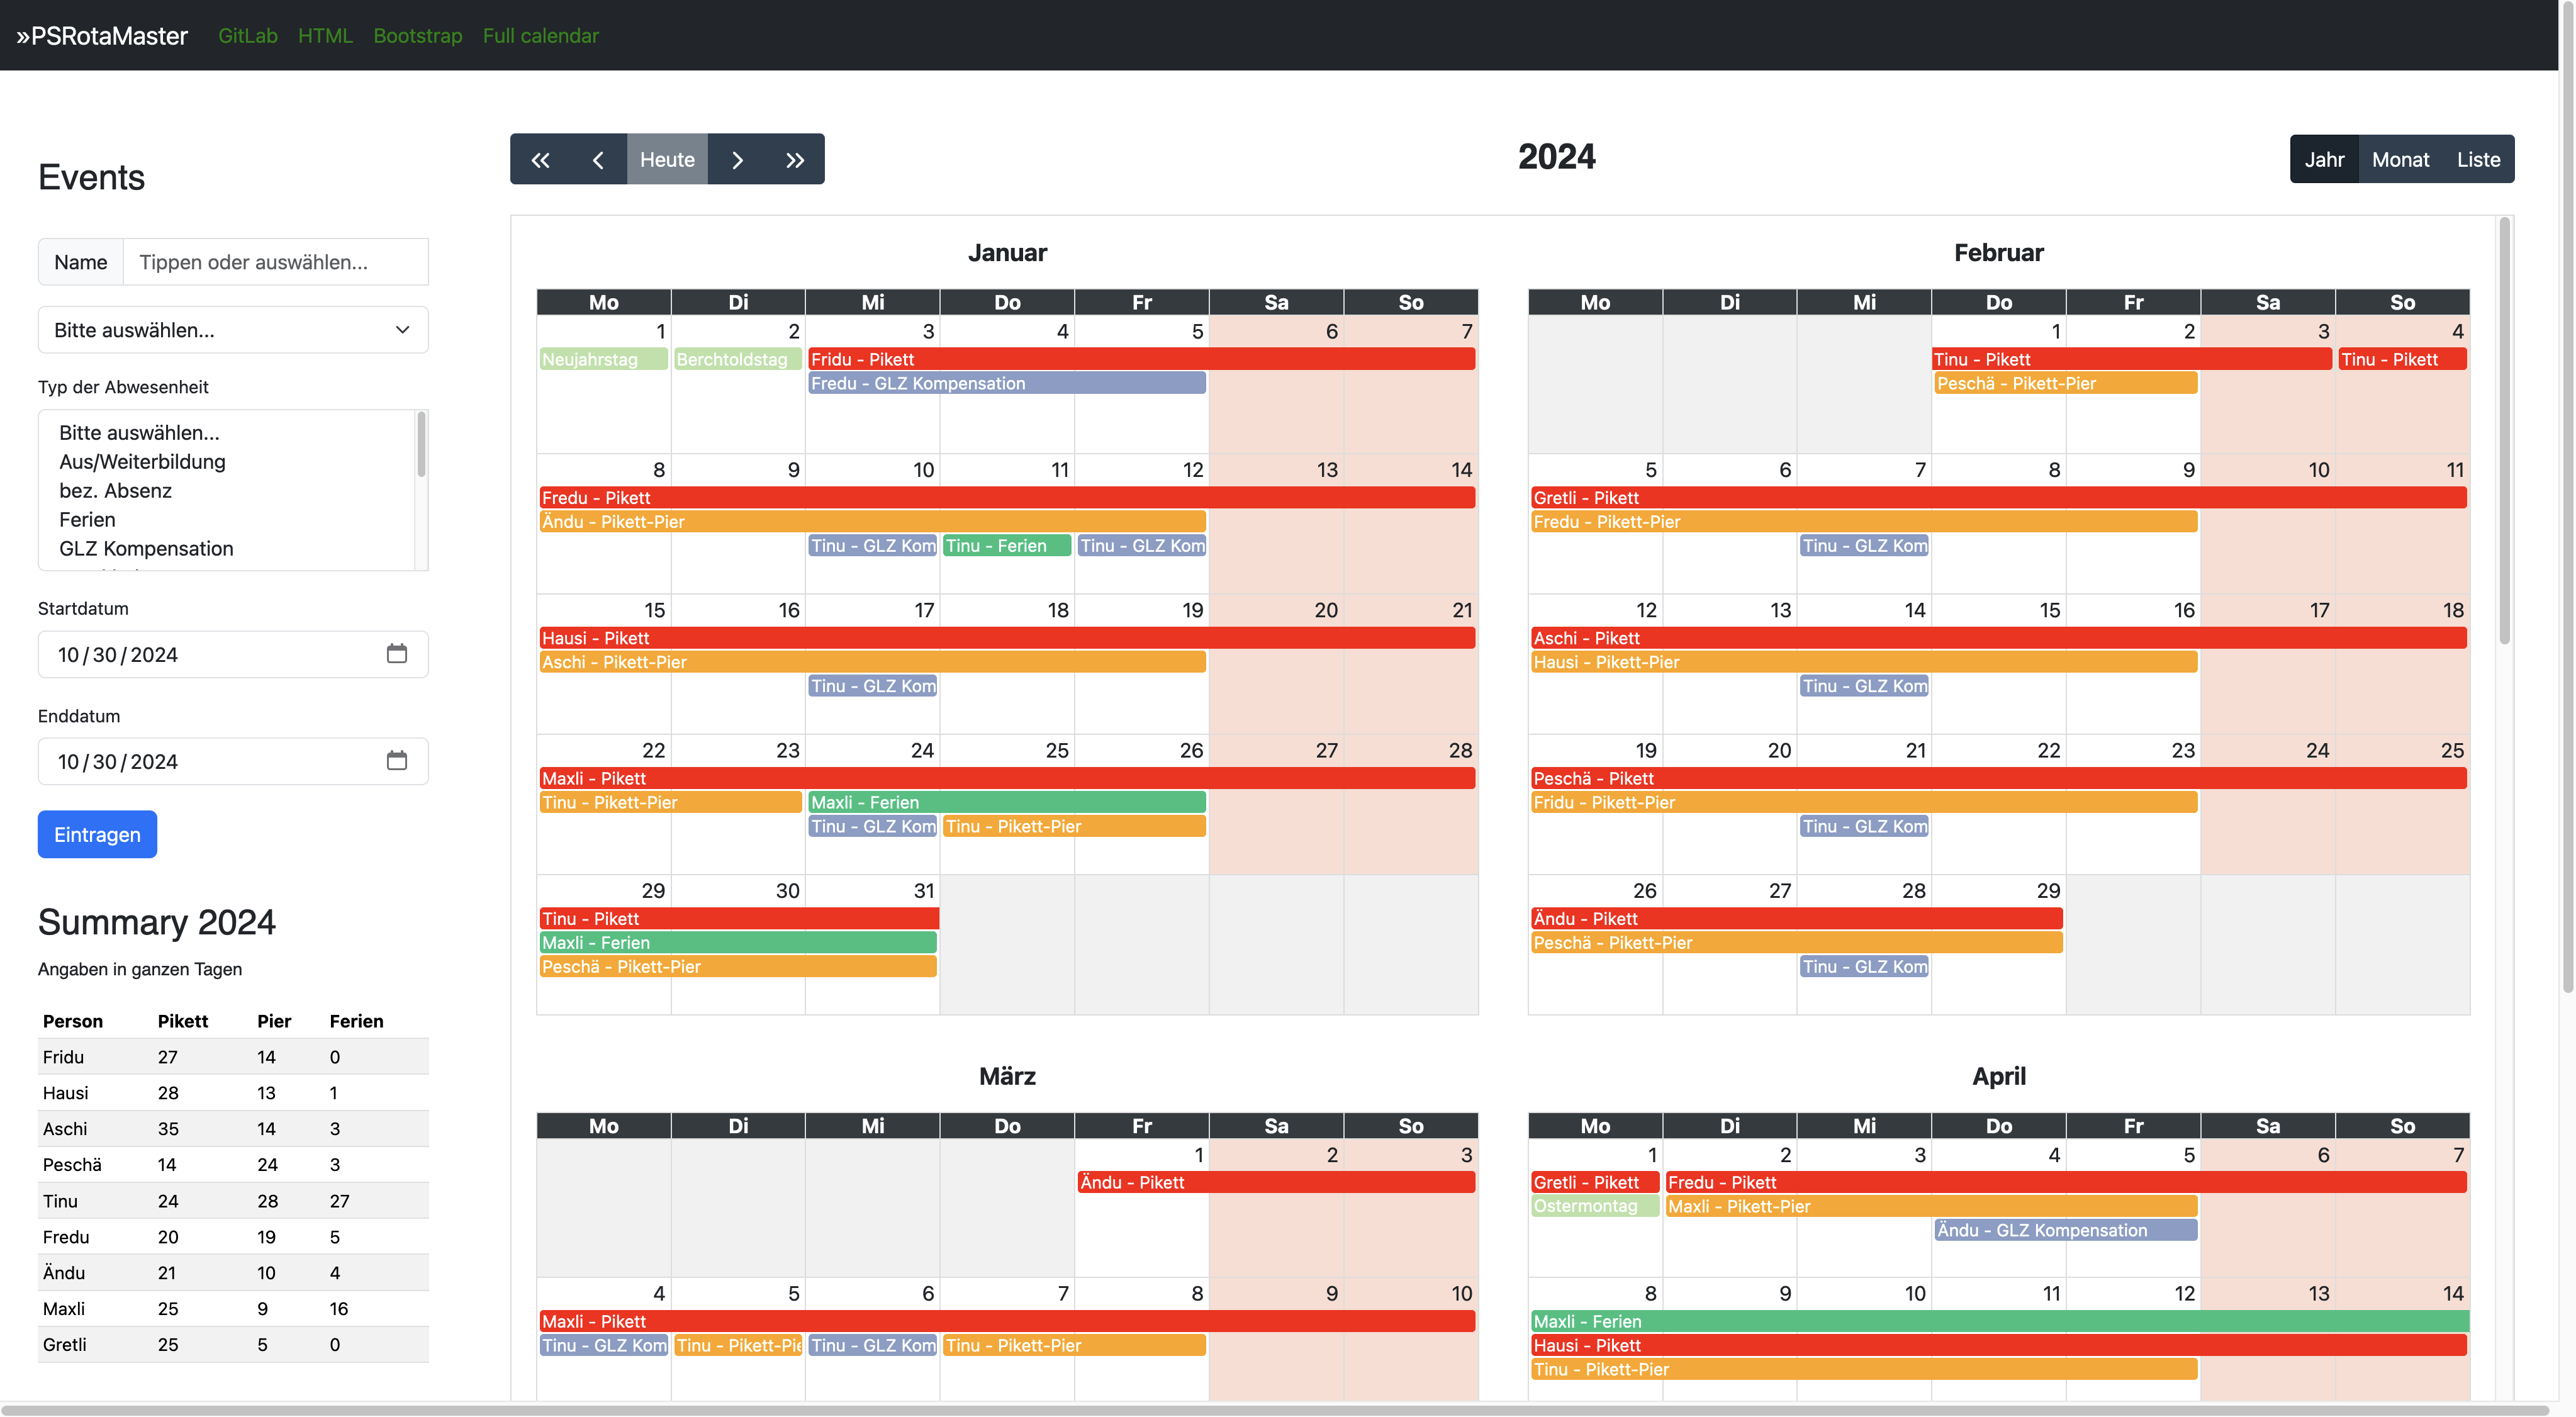 »PSRotaMaster GitLab HTML Bootstrap Full calendar
Events
Name Tippen oder auswählen...
Bitte auswählen...
Typ der Abwesenheit
Bitte auswählen...
Aus/Weiterbildung
bez. Absenz
Ferien
GLZ Kompensation
Startdatum
10/30/2024
Enddatum
10/30/2024
Eintragen
Summary 2024
Angaben in ganzen Tagen
Person Pikett Pier Ferien
Fridu 27 14 0
Hausi 28 13 1
Aschi 35 14 3
Peschä 14 24 3
Tinu 24 28 27
Fredu 20 19 5
Ändu 21 10 4
Maxli 25 9 16
Gretli 25 5 0
« < Heute > »
2024
Jahr Monat Liste
Januar
Mo Di Mi Do Fr Sa So
1 2 3 4 5 6 7
Neujahrstag Berchtoldstag Fridu - Pikett
Fredu - GLZ Kompensation
8 9 10 11 12 13 14
Fredu - Pikett
Ändu - Pikett-Pier
Tinu - GLZ Kom Tinu - Ferien Tinu - GLZ Kom
15 16 17 18 19 20 21
Hausi - Pikett
Aschi - Pikett-Pier
Tinu - GLZ Kom
22 23 24 25 26 27 28
Maxli - Pikett
Tinu - Pikett-Pier Maxli - Ferien
Tinu - GLZ Kom Tinu - Pikett-Pier
29 30 31
Tinu - Pikett
Maxli - Ferien
Peschä - Pikett-Pier
Februar
Mo Di Mi Do Fr Sa So
1 2 3 4
Tinu - Pikett Tinu - Pikett
Peschä - Pikett-Pier
5 6 7 8 9 10 11
Gretli - Pikett
Fredu - Pikett-Pier
Tinu - GLZ Kom
12 13 14 15 16 17 18
Aschi - Pikett
Hausi - Pikett-Pier
Tinu - GLZ Kom
19 20 21 22 23 24 25
Peschä - Pikett
Fridu - Pikett-Pier
Tinu - GLZ Kom
26 27 28 29
Ändu - Pikett
Peschä - Pikett-Pier
Tinu - GLZ Kom
März
Mo Di Mi Do Fr Sa So
1 2 3
Ändu - Pikett
4 5 6 7 8 9 10
Maxli - Pikett
Tinu - GLZ Kom Tinu - Pikett-Pie Tinu - GLZ Kom Tinu - Pikett-Pier
April
Mo Di Mi Do Fr Sa So
1 2 3 4 5 6 7
Gretli - Pikett Fredu - Pikett
Ostermontag Maxli - Pikett-Pier
Ändu - GLZ Kompensation
8 9 10 11 12 13 14
Maxli - Ferien
Hausi - Pikett
Tinu - Pikett-Pier